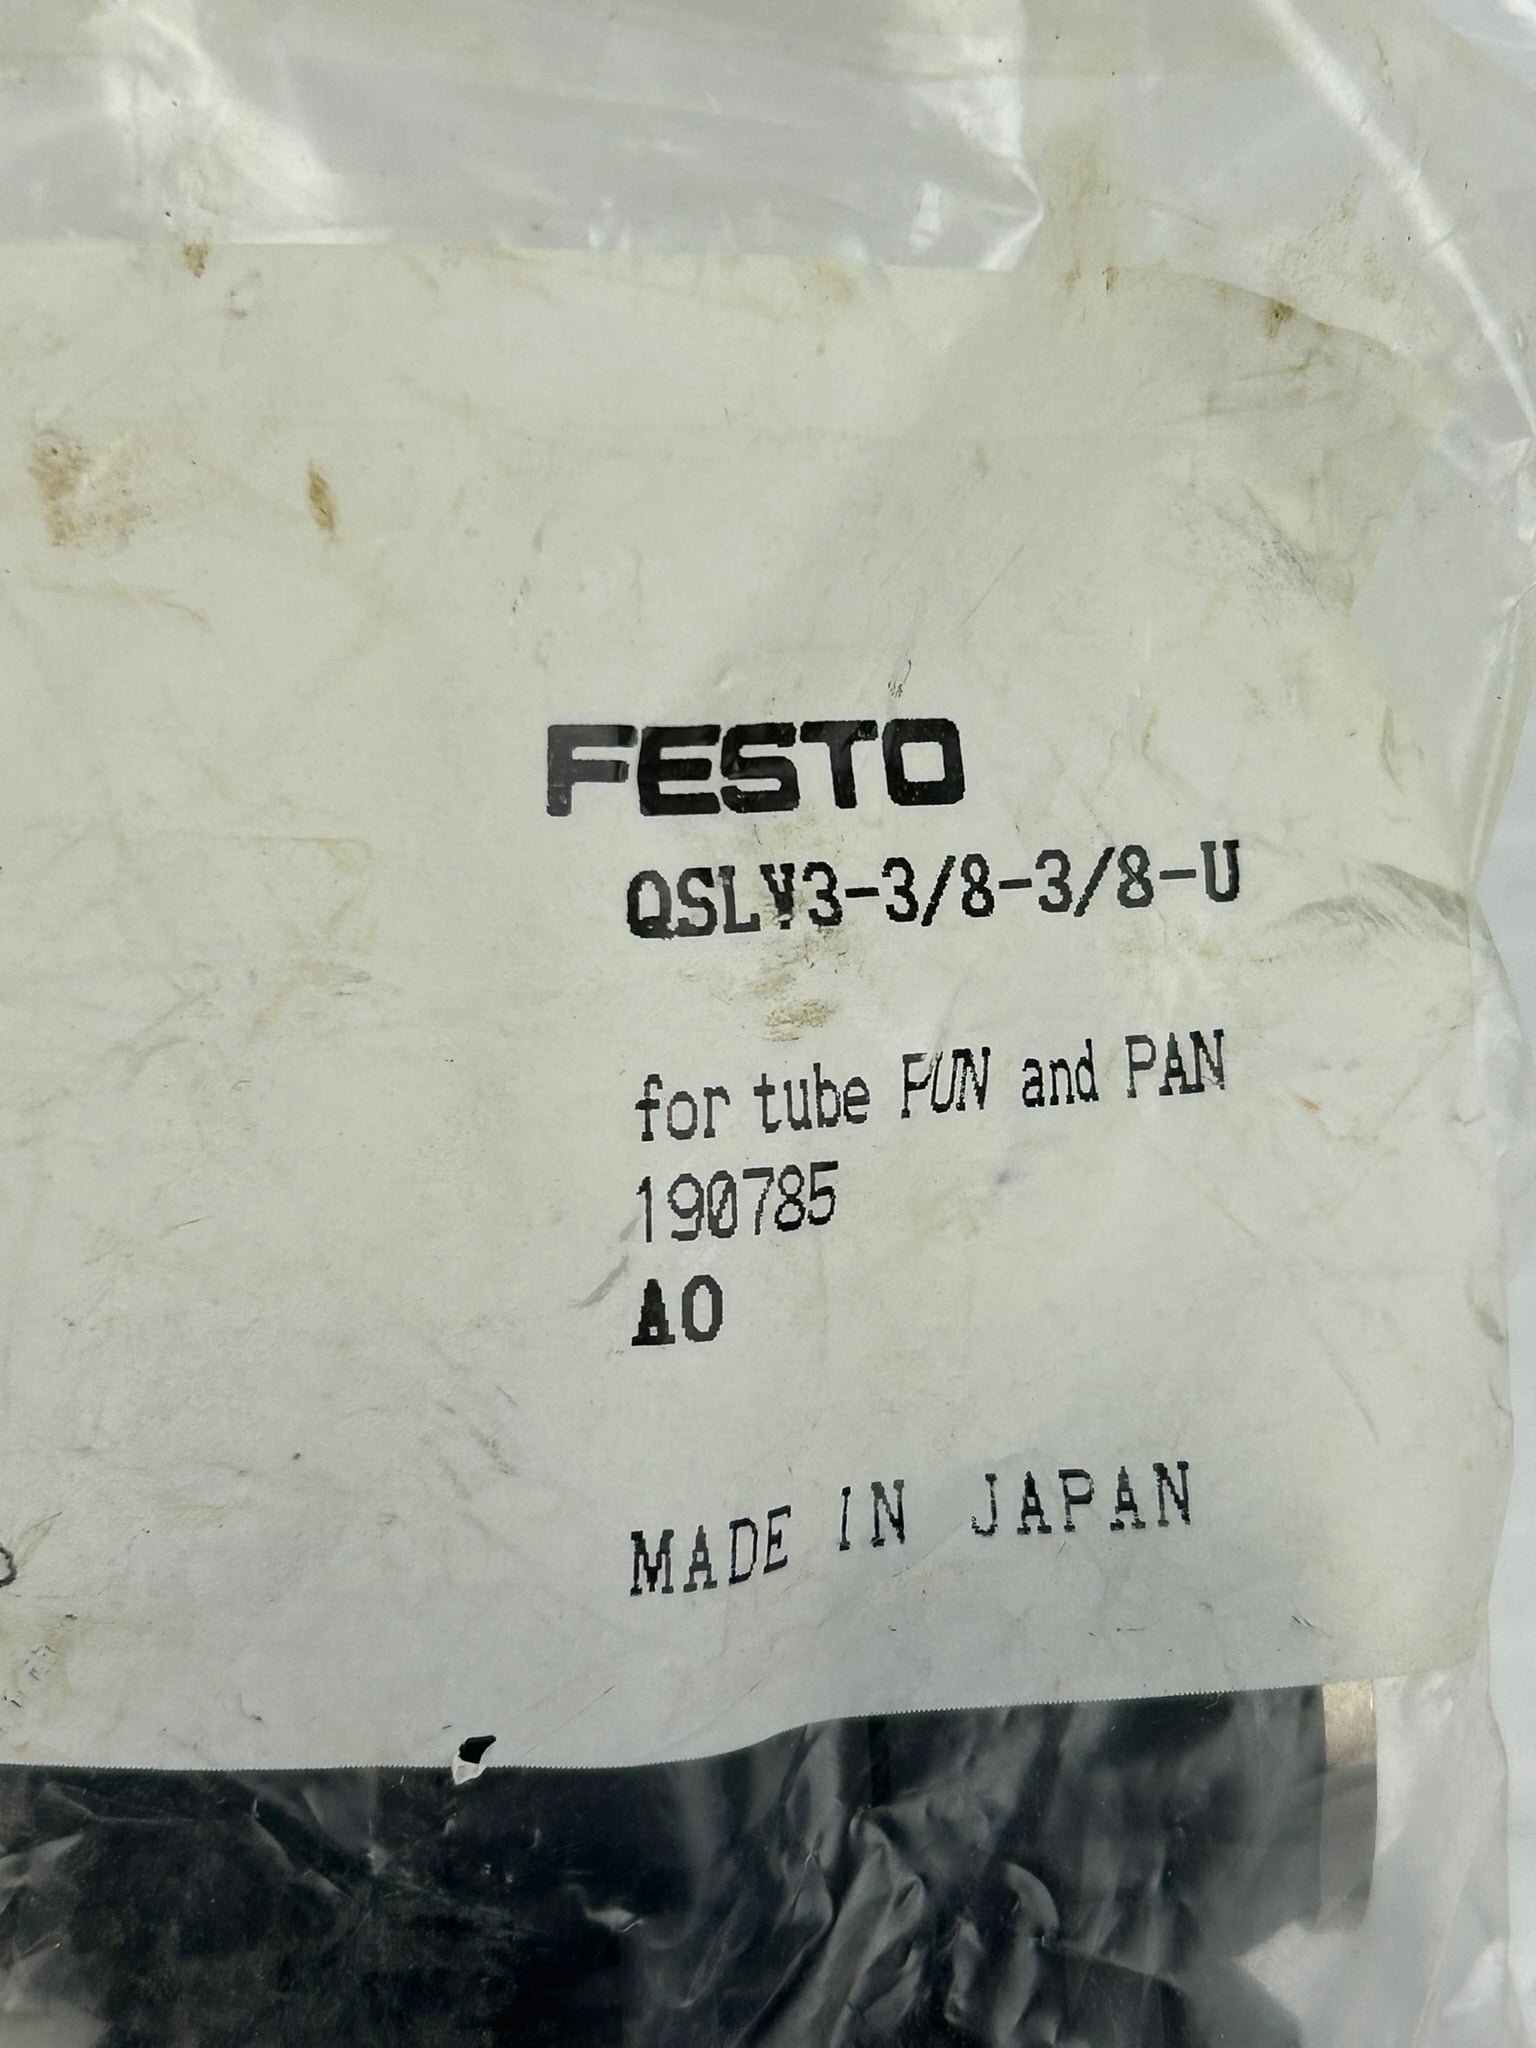 FESTO
QSLV3-3/8-3/8-U
for tube PUN and PAN
190785
A0
MADE IN JAPAN